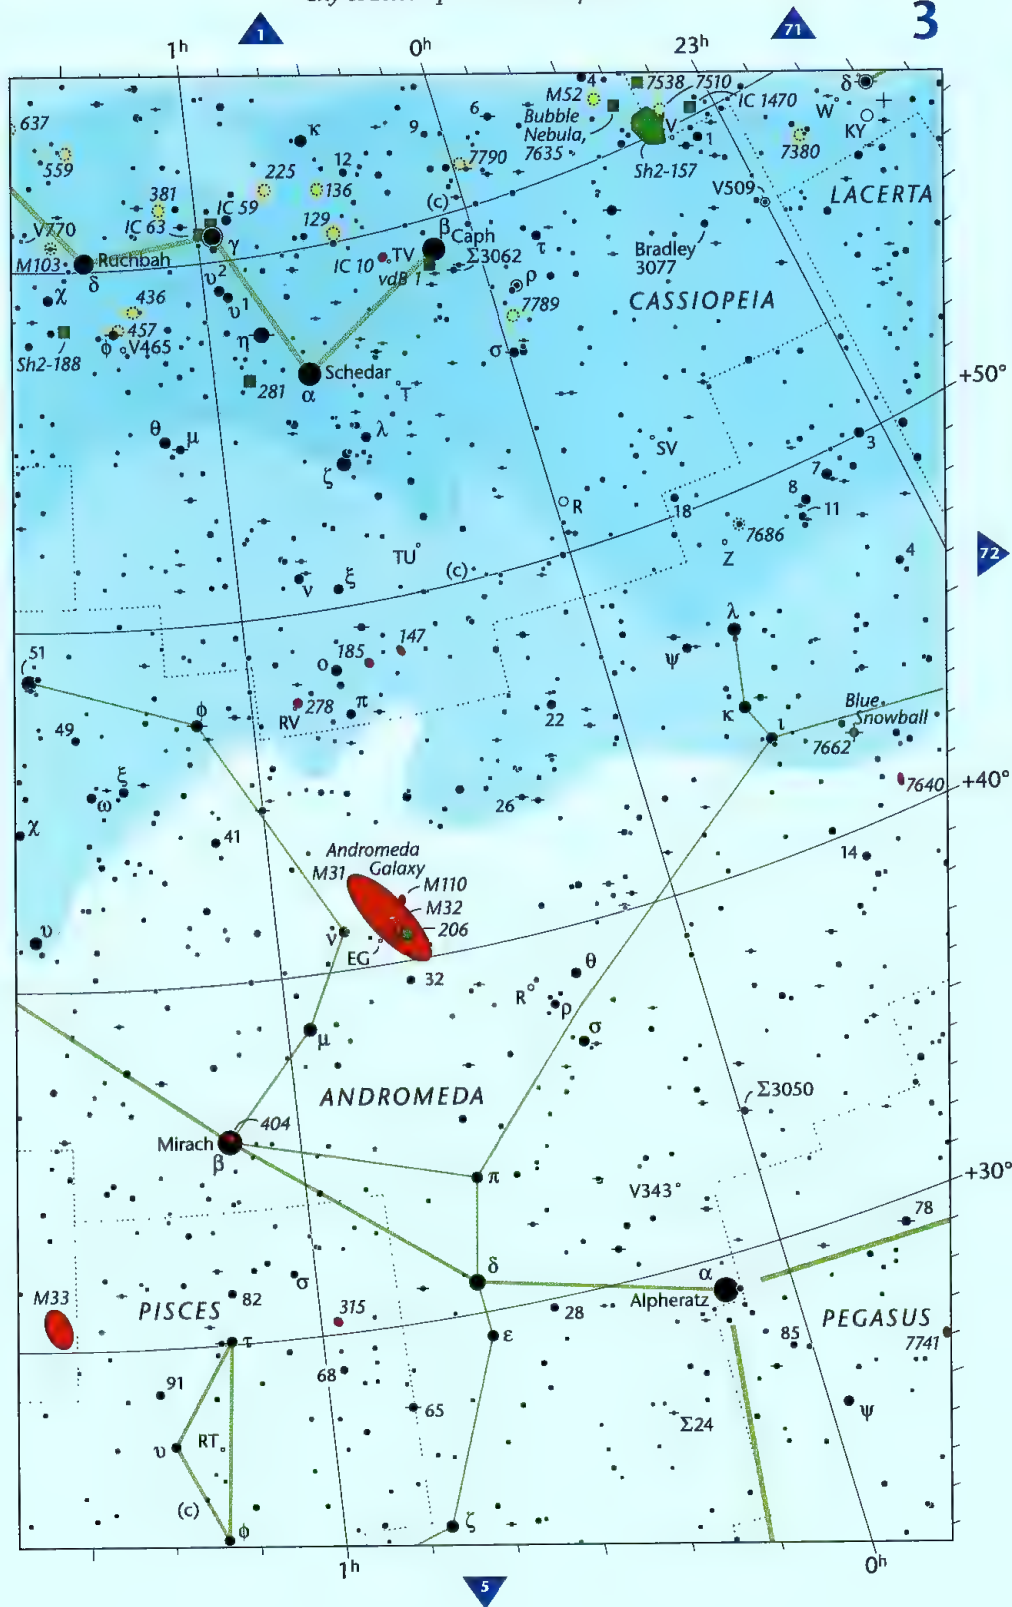 1
71
3
1h
0h
23h
4
7538
7510
M52
IC 1470
δ
W
KY
Bubble
Nebula,
7635
V
1
7380
637
κ
9
6
559
12
7790
Sh2-157
V509
LACERTA
381
225
136
(c)
IC 59
IC 63
129
β
Caph
τ
Bradley
3077
V770
γ
IC 10
TV
Σ3062
M103
Ruchbah
vdB 1
δ
υ2
ρ
CASSIOPEIA
χ
436
υ1
7789
457
η
φ
V465
σ
Sh2-188
Schedar
281
α
T
+50°
θ
μ
λ
SV
3
ζ
7
8
R
18
11
7686
TU
Z
72
(c)
4
ν
ξ
λ
147
51
185
ο
ψ
278
π
κ
Blue
Snowball
RV
22
φ
ι
49
7662
ξ
7640
+40°
ω
26
χ
41
14
Andromeda
Galaxy
M31
M110
M32
υ
ν
206
EG
32
θ
R
ρ
σ
μ
ANDROMEDA
Σ3050
404
Mirach
β
π
V343
+30°
78
δ
α
σ
Alpheratz
M33
PISCES
82
315
28
PEGASUS
τ
ε
85
7741
91
68
65
ψ
υ
RT
Σ24
(c)
φ
ζ
1h
0h
5